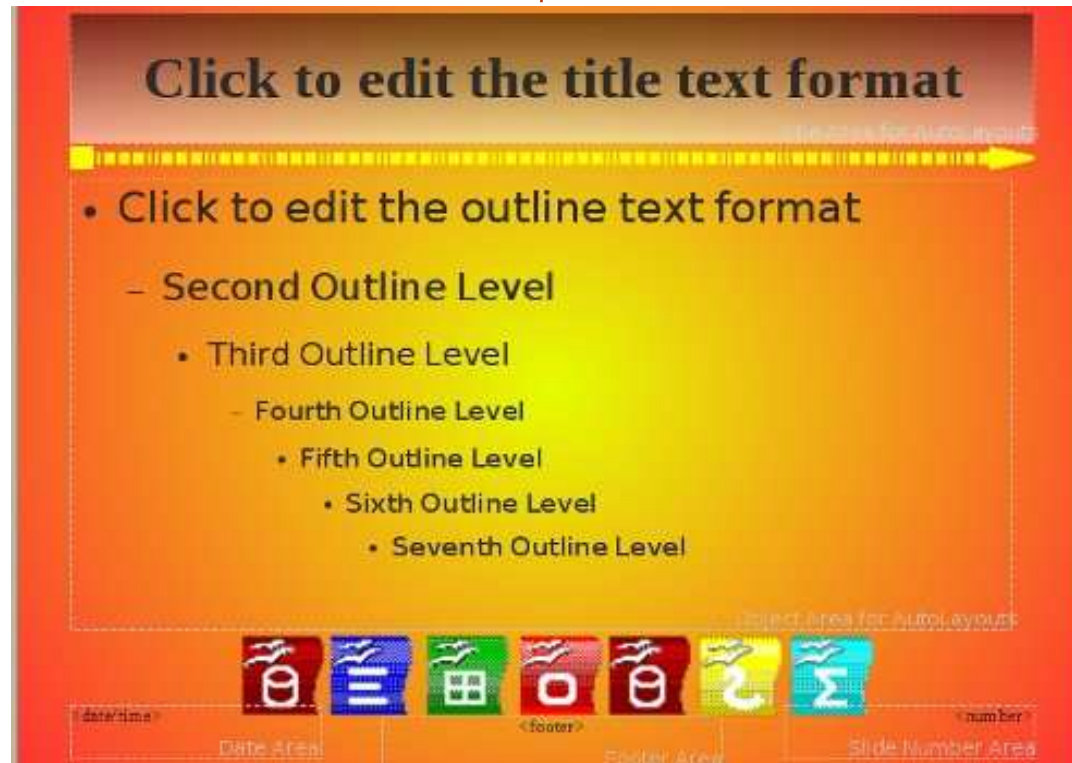 Click to edit the title text format
Title Area for AutoLayouts
• Click to edit the outline text format
– Second Outline Level
• Third Outline Level
– Fourth Outline Level
• Fifth Outline Level
• Sixth Outline Level
• Seventh Outline Level
Object Area for AutoLayouts
<date/time>
<footer>
<number>
Date Area
Footer Area
Slide Number Area